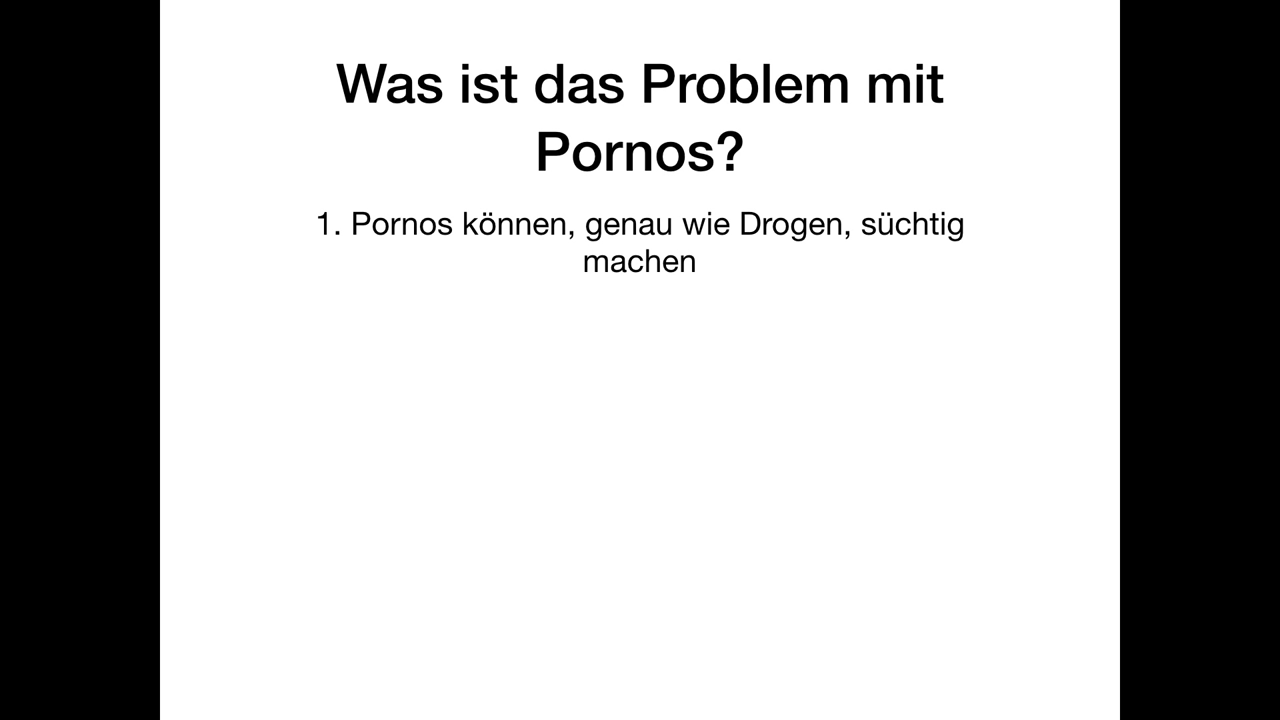 Was ist das Problem mit
Pornos?
1. Pornos können, genau wie Drogen, süchtig
machen